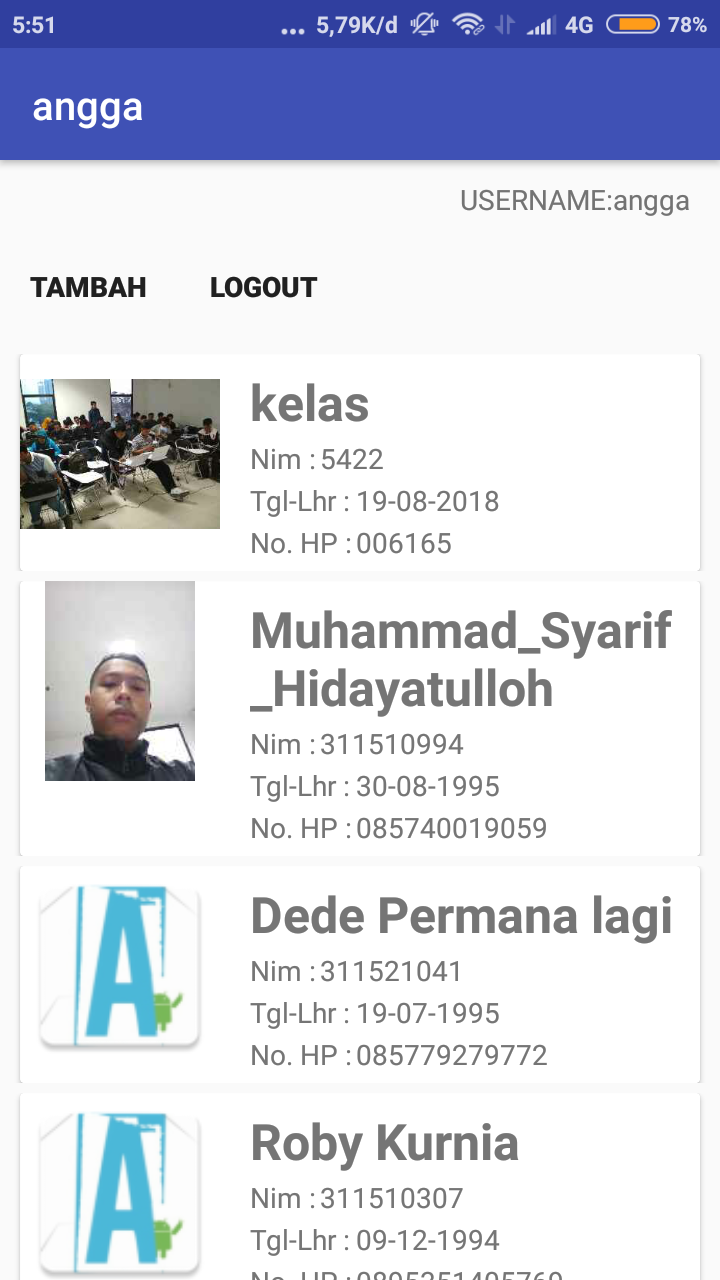 5:51 ... 5,79K/d 4G 78%
angga
USERNAME:angga
TAMBAH LOGOUT
kelas
Nim : 5422
Tgl-Lhr : 19-08-2018
No. HP : 006165
Muhammad_Syarif
_Hidayatulloh
Nim : 311510994
Tgl-Lhr : 30-08-1995
No. HP : 085740019059
A
Dede Permana lagi
Nim : 311521041
Tgl-Lhr : 19-07-1995
No. HP : 085779279772
A
Roby Kurnia
Nim : 311510307
Tgl-Lhr : 09-12-1994
No. HP :